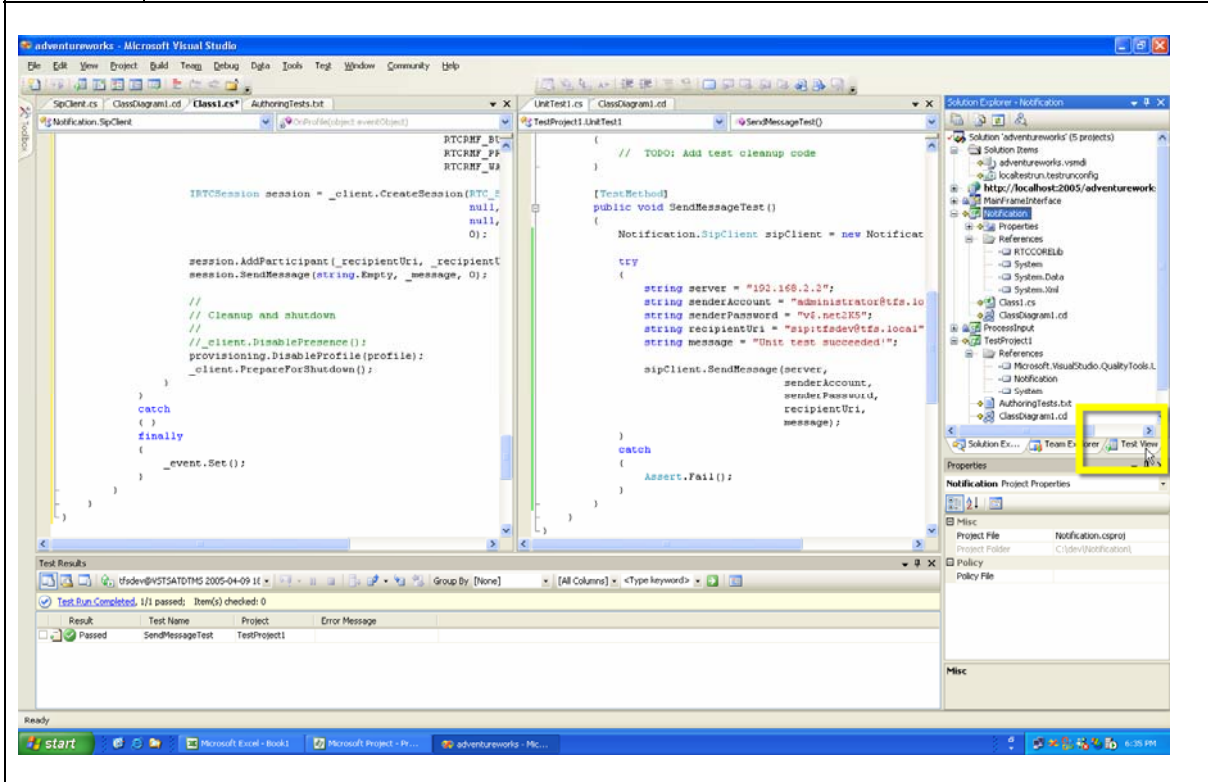 adventureworks - Microsoft Visual Studio
File Edit View Project Build Team Debug Data Tools Test Window Community Help
SipClient.cs ClassDiagram1.cd Class1.cs* AuthoringTests.txt
UnitTest1.cs ClassDiagram1.cd
Solution Explorer - Notification
Toolbox
Notification.SipClient OnProfile(object eventObject)
TestProject1.UnitTest1 SendMessageTest()
RTCRMF_BU
RTCRMF_PR
RTCRMF_WA
IRTCSession session = _client.CreateSession(RTC_S
null,
null,
0);
session.AddParticipant(_recipientUri, _recipientU
session.SendMessage(string.Empty, _message, 0);
//
// Cleanup and shutdown
//
//_client.DisablePresence();
provisioning.DisableProfile(profile);
_client.PrepareForShutdown();
}
}
catch
{ }
finally
{
_event.Set();
}
}
}
}
{
// TODO: Add test cleanup code
}
[TestMethod]
public void SendMessageTest()
{
Notification.SipClient sipClient = new Notificat
try
{
string server = "192.168.2.2";
string senderAccount = "administrator@tfs.lo
string senderPassword = "v$.net2K5";
string recipientUri = "sip:tfsdev@tfs.local"
string message = "Unit test succeeded!";
sipClient.SendMessage(server,
senderAccount,
senderPassword,
recipientUri,
message);
}
catch
{
Assert.Fail();
}
}
}
}
Solution 'adventureworks' (5 projects)
Solution Items
adventureworks.vsmdi
localtestrun.testrunconfig
http://localhost:2005/adventurework
MainFrameInterface
Notification
Properties
References
RTCCORELib
System
System.Data
System.Xml
Class1.cs
ClassDiagram1.cd
ProcessInput
TestProject1
References
Microsoft.VisualStudio.QualityTools.L
Notification
System
AuthoringTests.txt
ClassDiagram1.cd
Solution Ex... Team Explorer Test View
Properties
Notification Project Properties
Misc
Project File Notification.csproj
Project Folder C:\dev\Notification\
Policy
Policy File
Misc
Test Results
tfsdev@VSTSATDTMS 2005-04-09 1 Group By [None] [All Columns] <Type keyword>
Test Run Completed, 1/1 passed; Item(s) checked: 0
Result Test Name Project Error Message
Passed SendMessageTest TestProject1
Ready
start Microsoft Excel - Book1 Microsoft Project - Pr... adventureworks - Mic... 6:35 PM